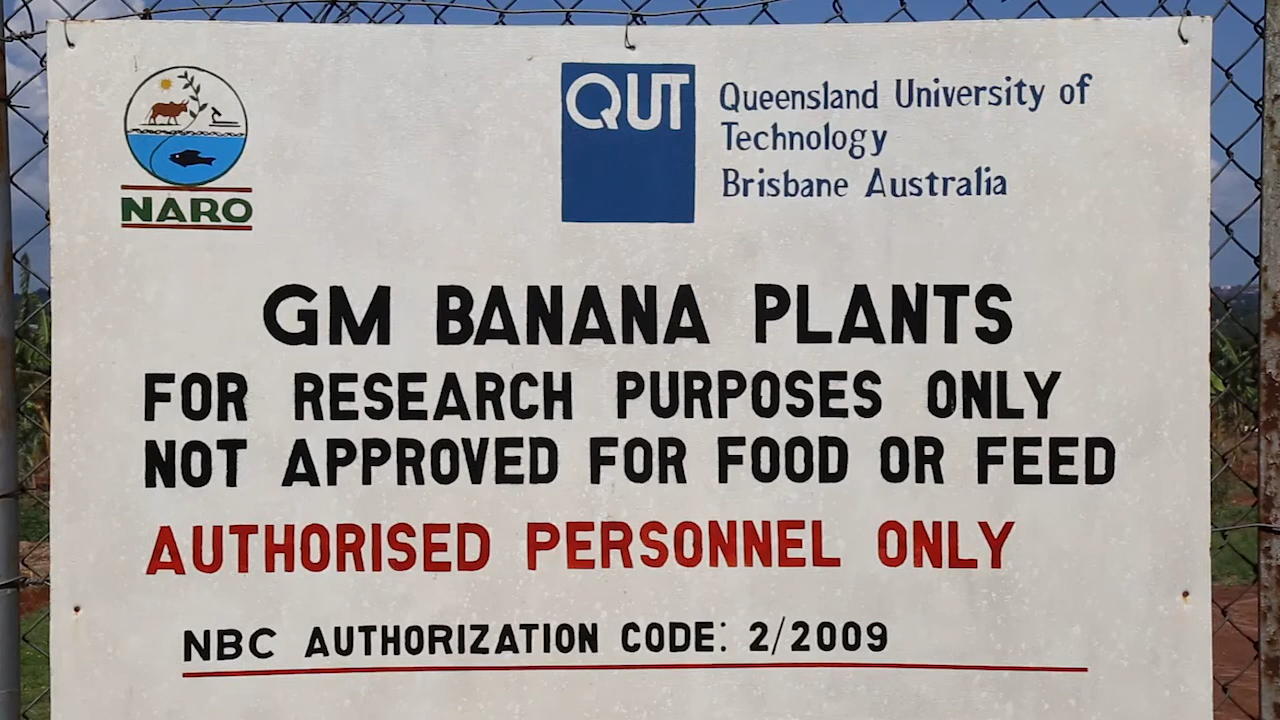 NARO
QUT
Queensland University of
Technology
Brisbane Australia
GM BANANA PLANTS
FOR RESEARCH PURPOSES ONLY
NOT APPROVED FOR FOOD OR FEED
AUTHORISED PERSONNEL ONLY
NBC AUTHORIZATION CODE: 2/2009